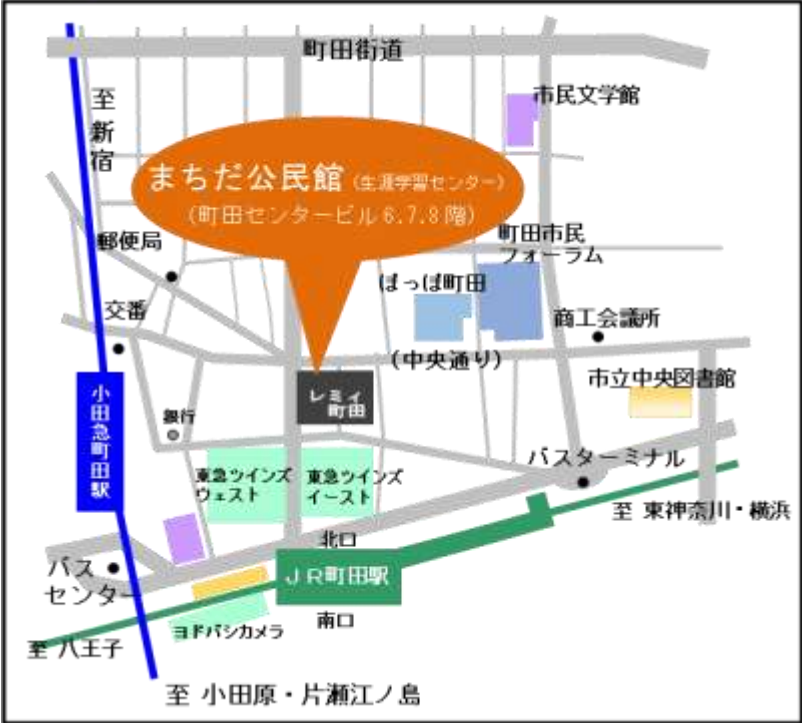 町田街道
至
新宿
市民文学館
まちだ公民館(生涯学習センター)
(町田センタービル6.7.8階)
郵便局
町田市民
フォーラム
ぽっぽ町田
交番
商工会議所
(中央通り)
市立中央図書館
小田急町田駅
レミィ
町田
銀行
東急ツインズ
ウェスト
東急ツインズ
イースト
バスターミナル
至 東神奈川・横浜
北口
バス
センター
JR町田駅
南口
ヨドバシカメラ
至 八王子
至 小田原・片瀬江ノ島